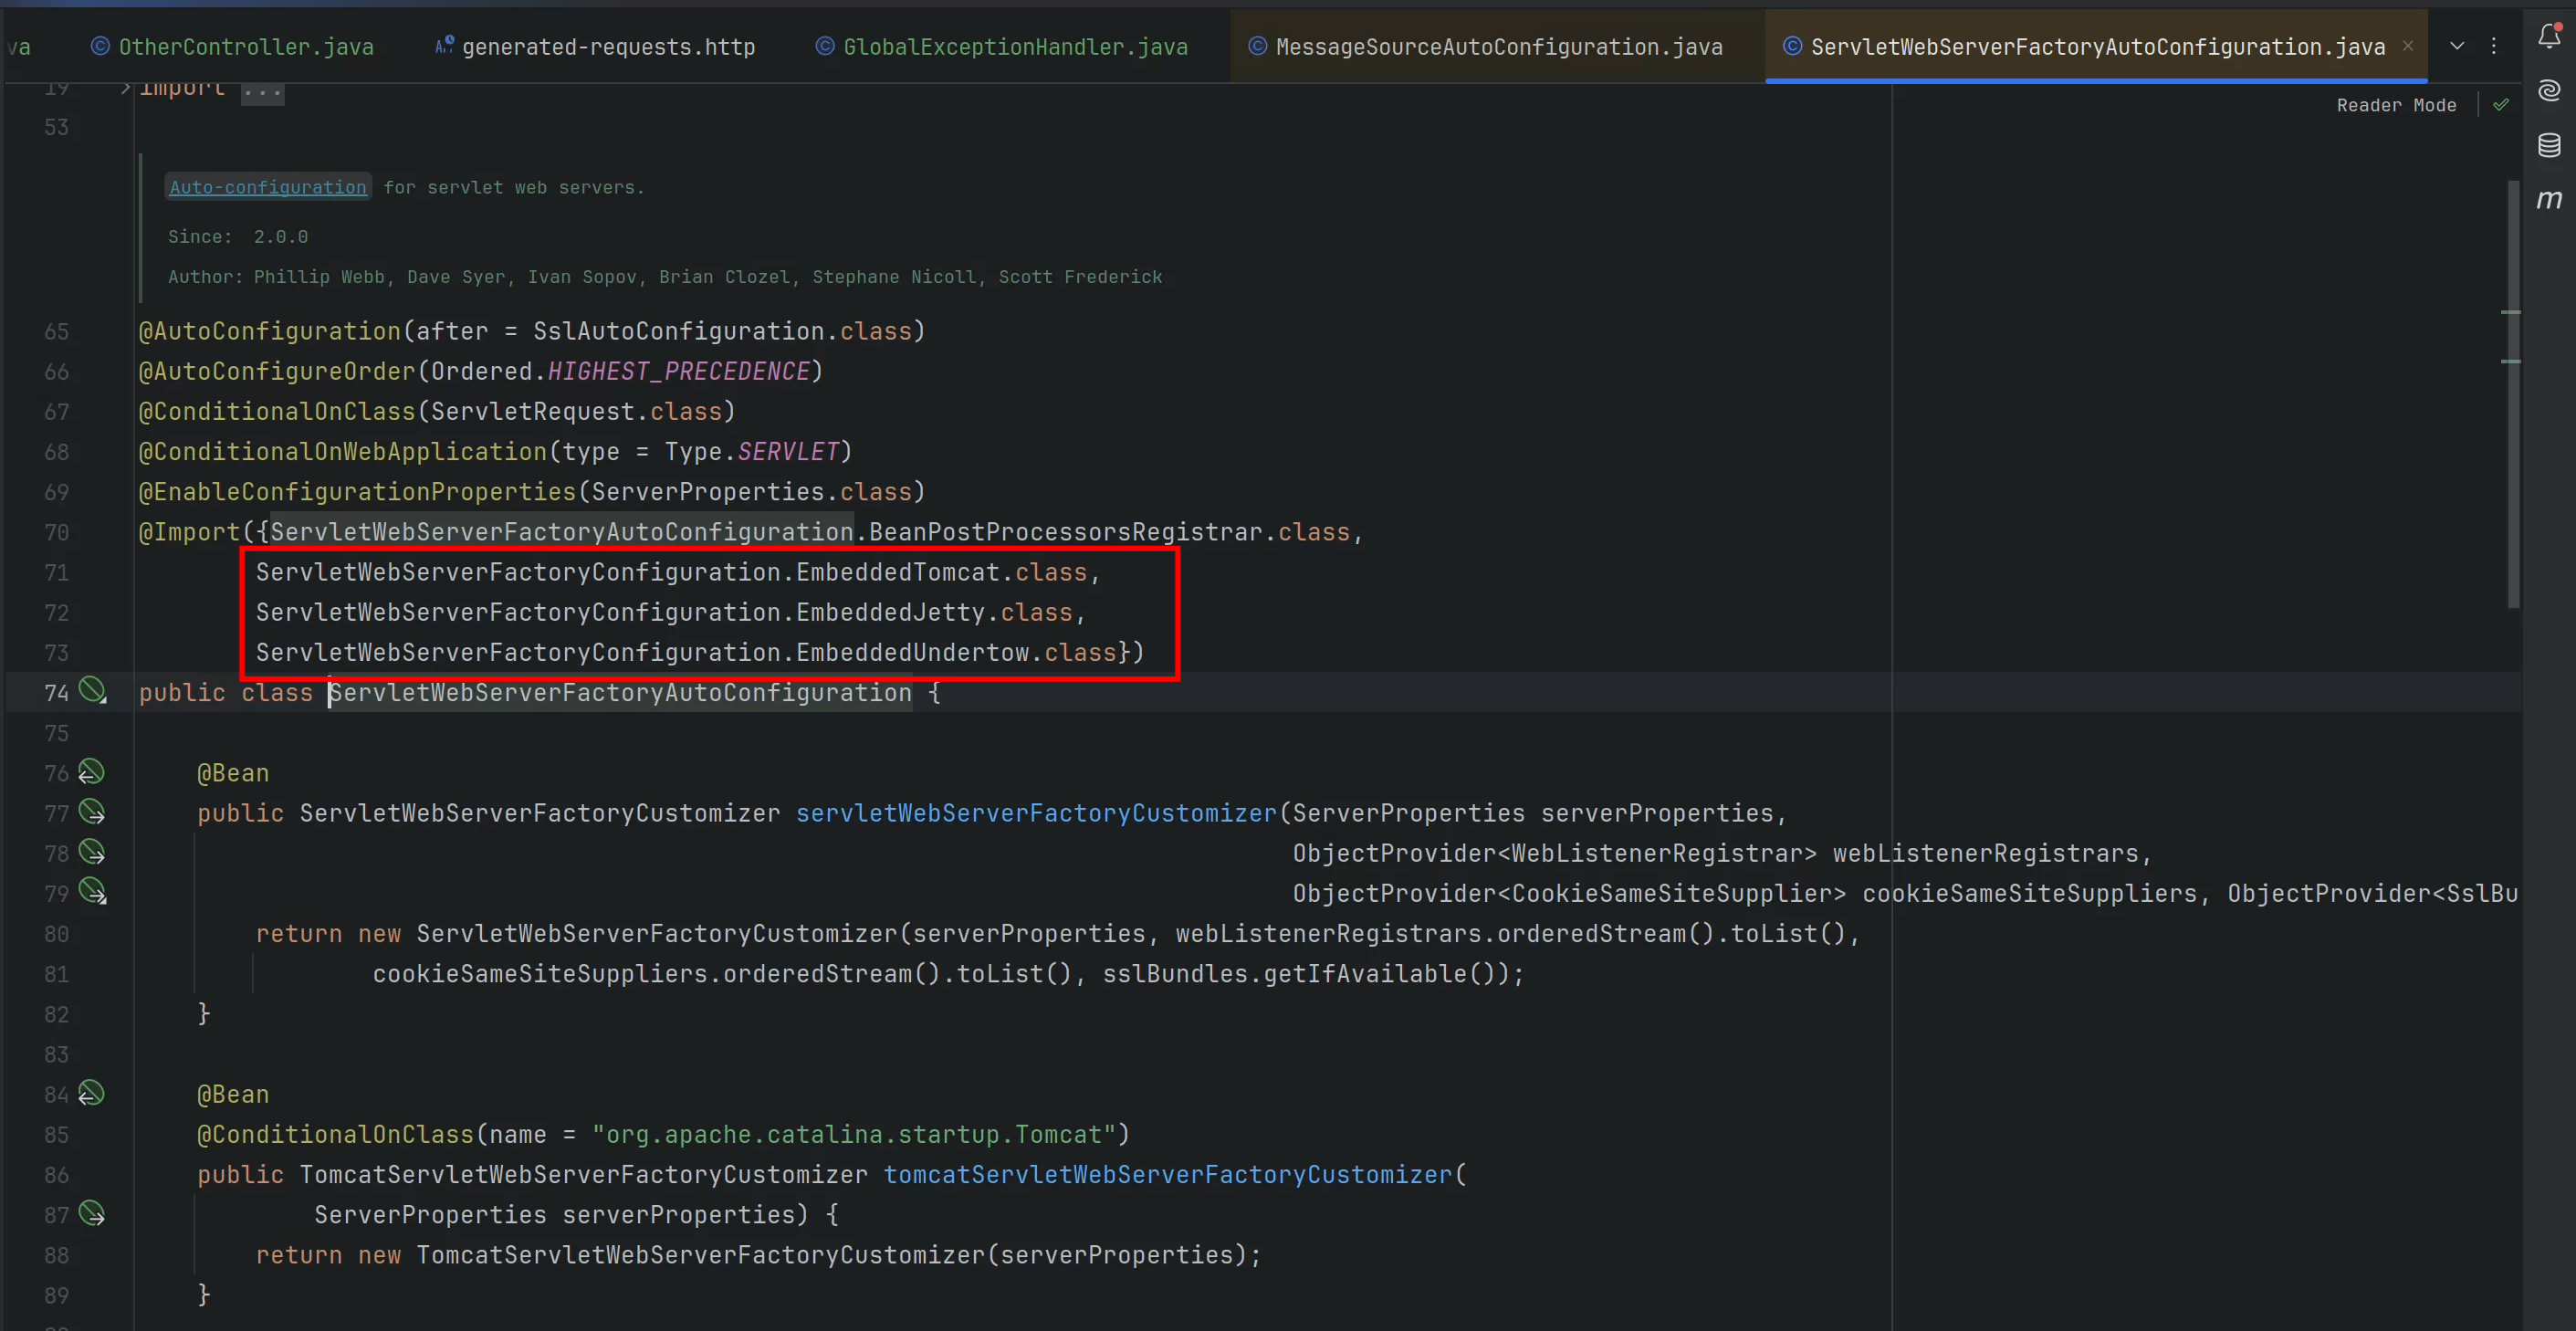 va
OtherController.java
generated-requests.http
GlobalExceptionHandler.java
MessageSourceAutoConfiguration.java
ServletWebServerFactoryAutoConfiguration.java
Reader Mode
19 import ...
53
Auto-configuration for servlet web servers.
Since: 2.0.0
Author: Phillip Webb, Dave Syer, Ivan Sopov, Brian Clozel, Stephane Nicoll, Scott Frederick
65 @AutoConfiguration(after = SslAutoConfiguration.class)
66 @AutoConfigureOrder(Ordered.HIGHEST_PRECEDENCE)
67 @ConditionalOnClass(ServletRequest.class)
68 @ConditionalOnWebApplication(type = Type.SERVLET)
69 @EnableConfigurationProperties(ServerProperties.class)
70 @Import({ServletWebServerFactoryAutoConfiguration.BeanPostProcessorsRegistrar.class,
71 ServletWebServerFactoryConfiguration.EmbeddedTomcat.class,
72 ServletWebServerFactoryConfiguration.EmbeddedJetty.class,
73 ServletWebServerFactoryConfiguration.EmbeddedUndertow.class})
74 public class ServletWebServerFactoryAutoConfiguration {
75
76 @Bean
77 public ServletWebServerFactoryCustomizer servletWebServerFactoryCustomizer(ServerProperties serverProperties,
78 ObjectProvider<WebListenerRegistrar> webListenerRegistrars,
79 ObjectProvider<CookieSameSiteSupplier> cookieSameSiteSuppliers, ObjectProvider<SslBu
80 return new ServletWebServerFactoryCustomizer(serverProperties, webListenerRegistrars.orderedStream().toList(),
81 cookieSameSiteSuppliers.orderedStream().toList(), sslBundles.getIfAvailable());
82 }
83
84 @Bean
85 @ConditionalOnClass(name = "org.apache.catalina.startup.Tomcat")
86 public TomcatServletWebServerFactoryCustomizer tomcatServletWebServerFactoryCustomizer(
87 ServerProperties serverProperties) {
88 return new TomcatServletWebServerFactoryCustomizer(serverProperties);
89 }